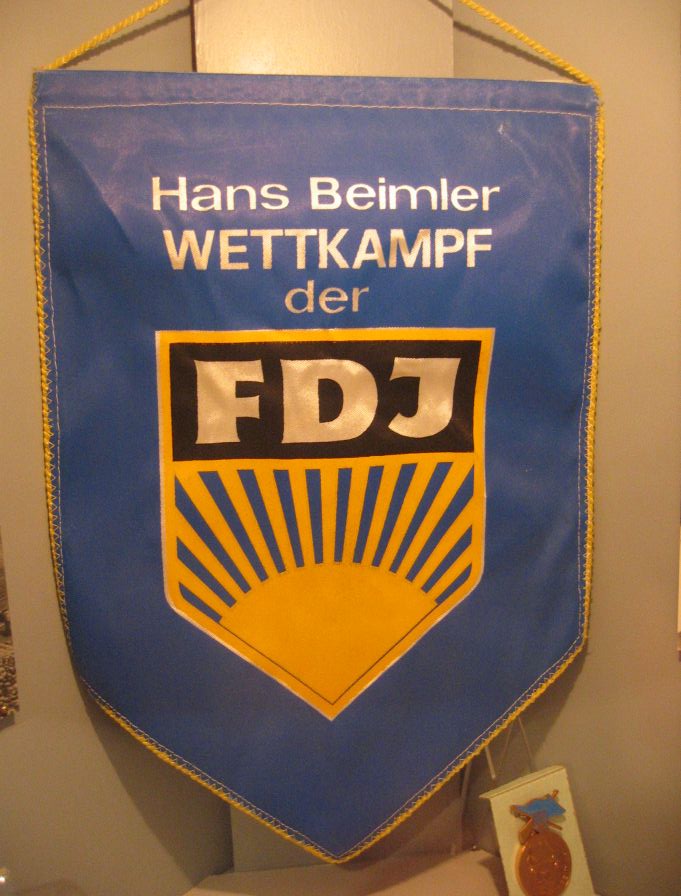 Hans Beimler
WETTKAMPF
der
FDJ